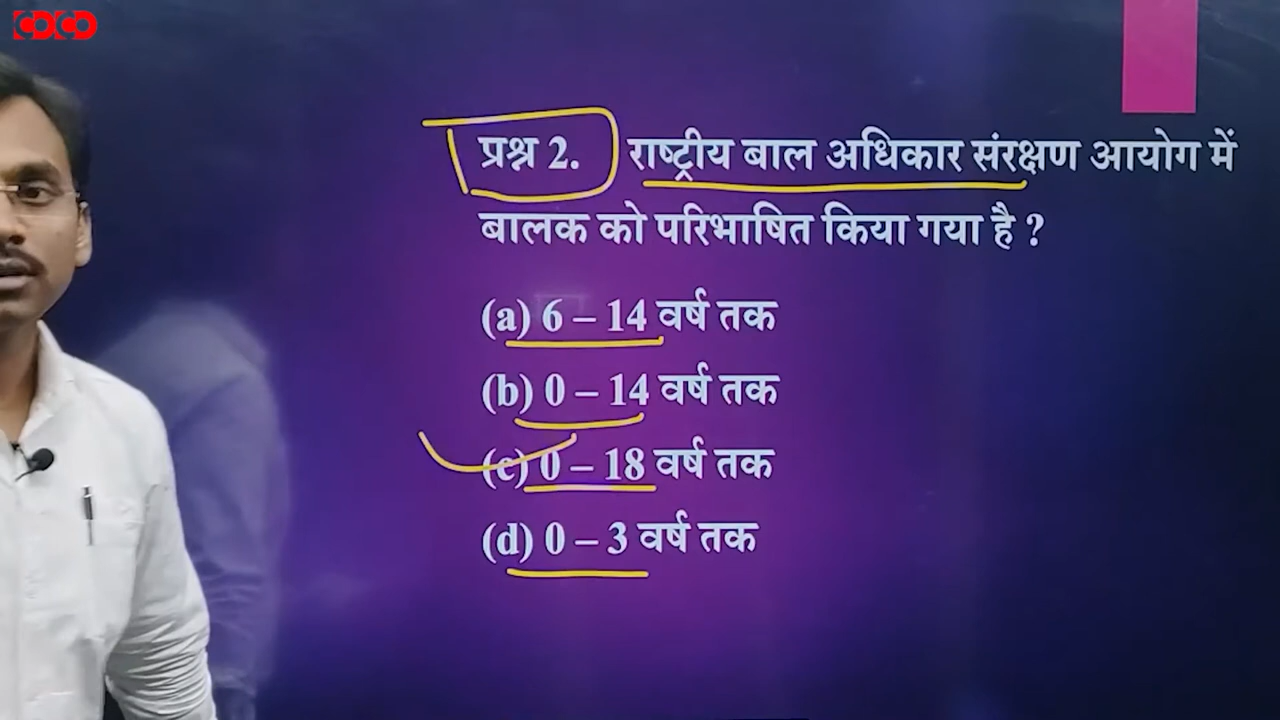 COCO
प्रश्न 2. राष्ट्रीय बाल अधिकार संरक्षण आयोग में
बालक को परिभाषित किया गया है ?
(a) 6 – 14 वर्ष तक
(b) 0 – 14 वर्ष तक
(c) 0 – 18 वर्ष तक
(d) 0 – 3 वर्ष तक